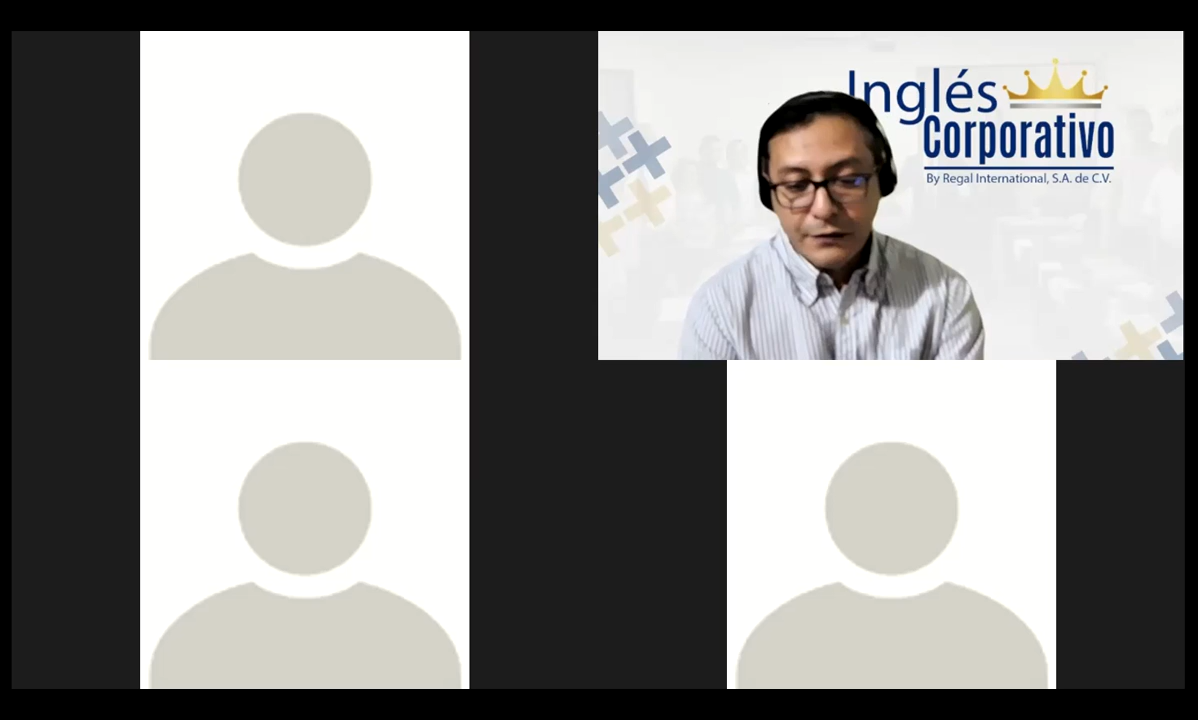 Inglés
Corporativo
By Regal International, S.A. de C.V.